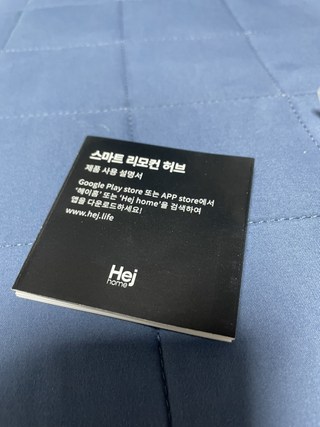 스마트 리모컨 허브
제품 사용 설명서
Google Play store 또는 APP store에서
'헤이홈' 또는 'Hej home'을 검색하여
앱을 다운로드하세요!
www.hej.life
Hej
home